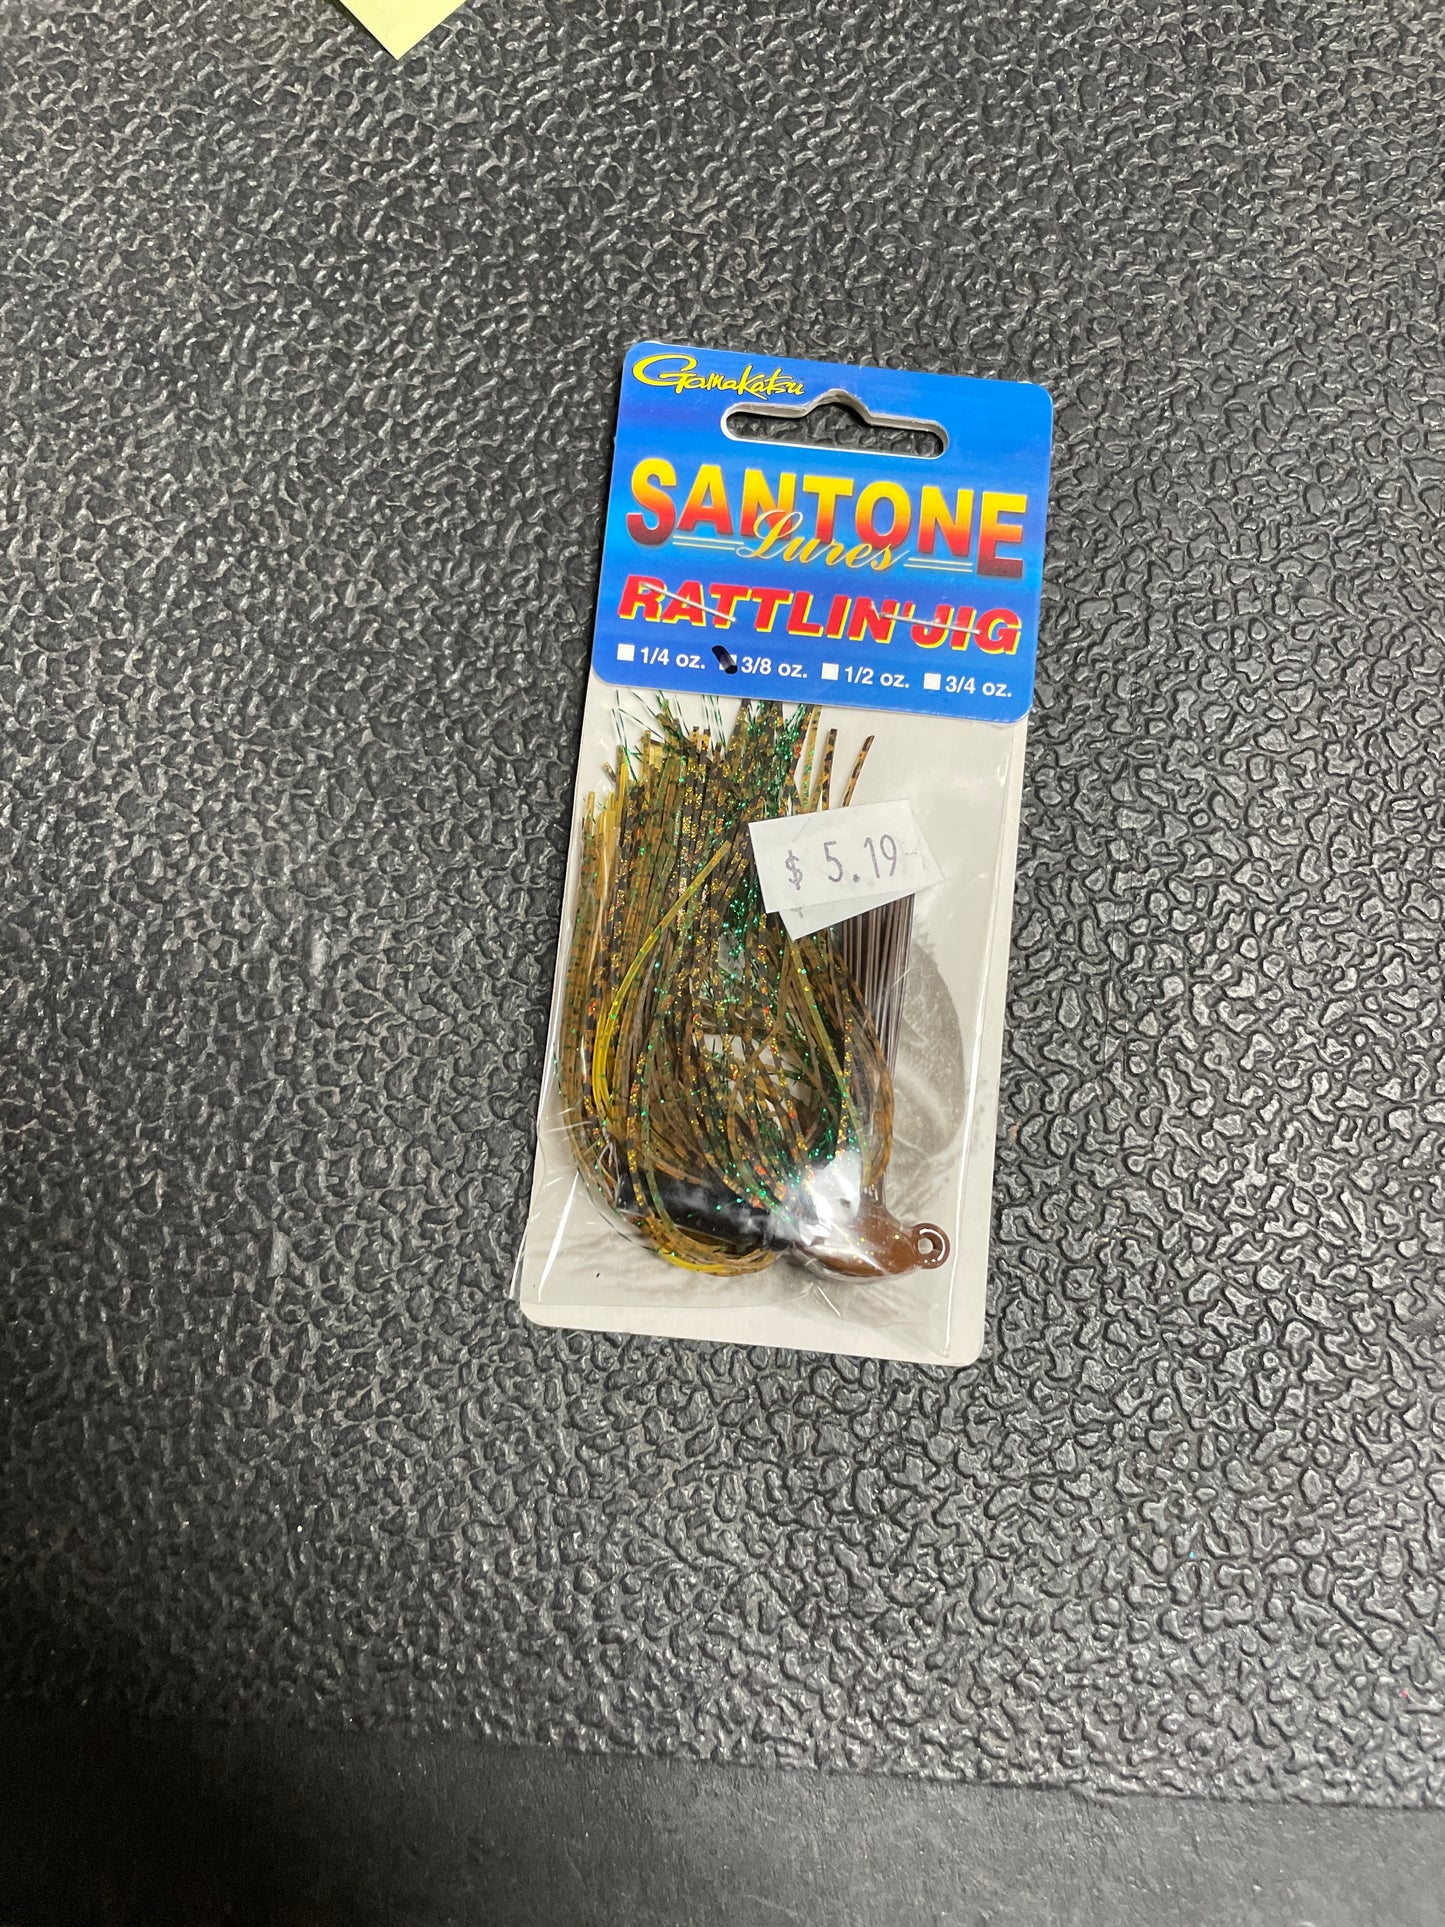 Gamakatsu
SANTONE
Lures
RATTLIN' JIG
1/4 oz. 3/8 oz. 1/2 oz. 3/4 oz.
$ 5.19